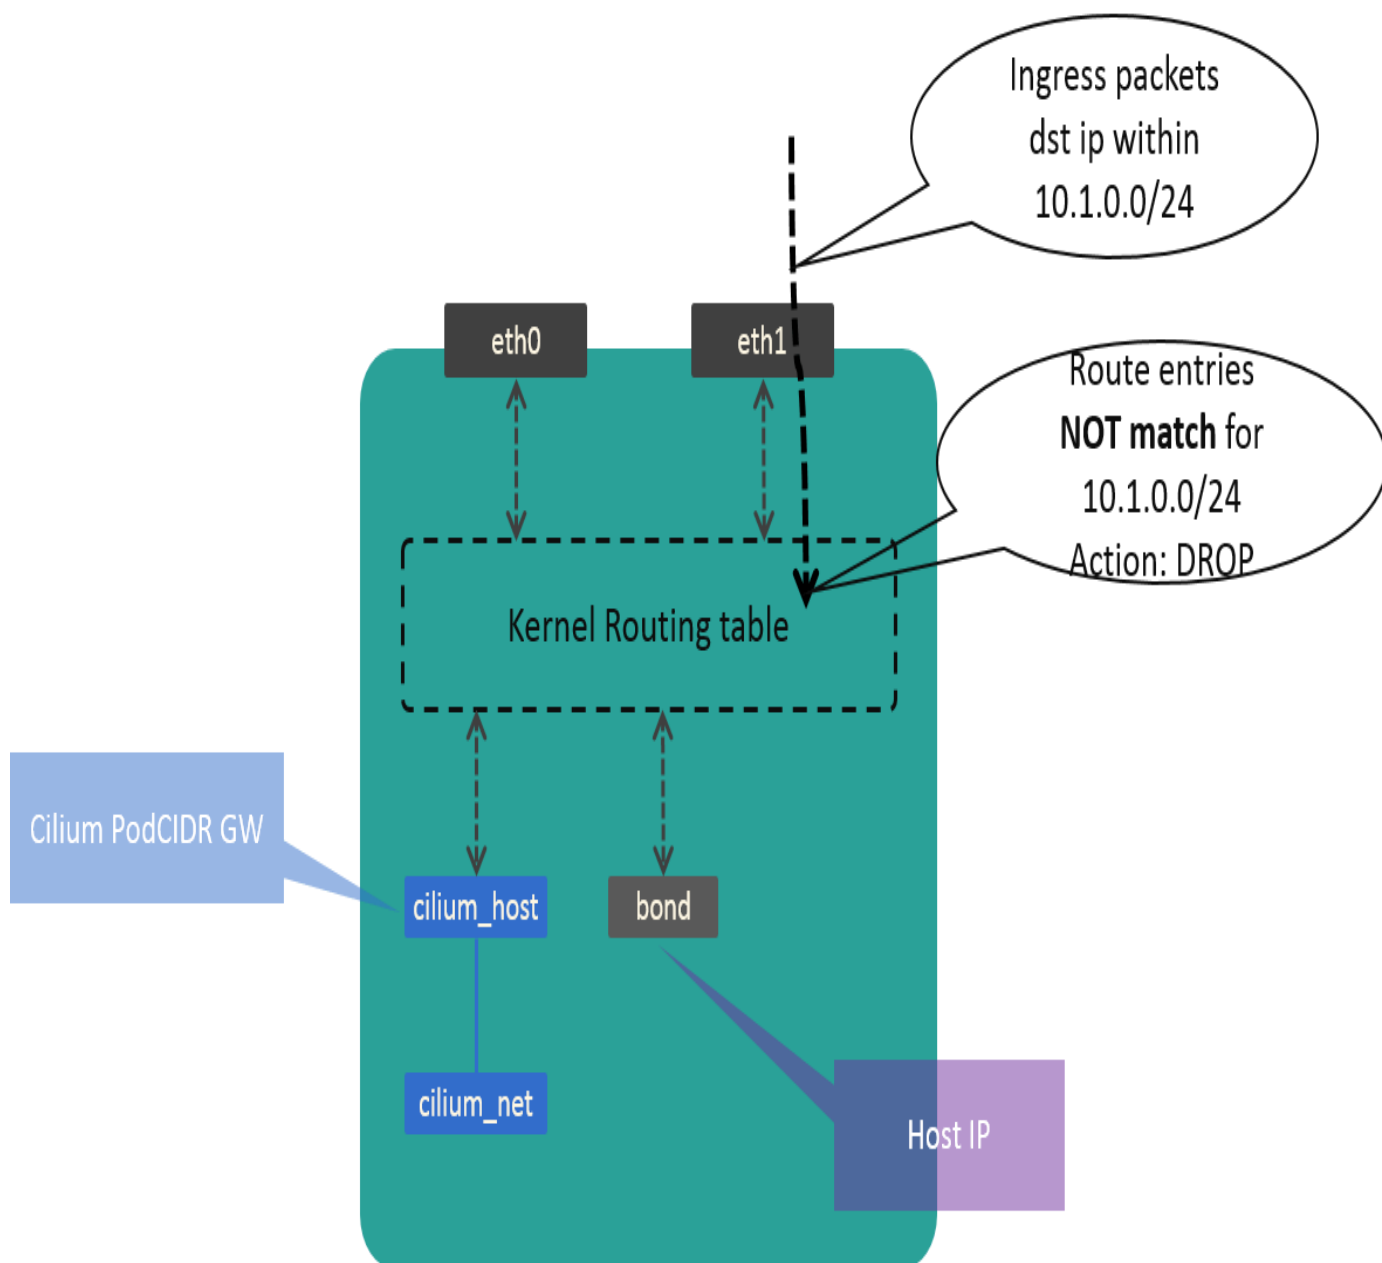 Ingress packets
dst ip within
10.1.0.0/24
eth0
eth1
Route entries
NOT match for
10.1.0.0/24
Action: DROP
Kernel Routing table
Cilium PodCIDR GW
cilium_host
bond
cilium_net
Host IP